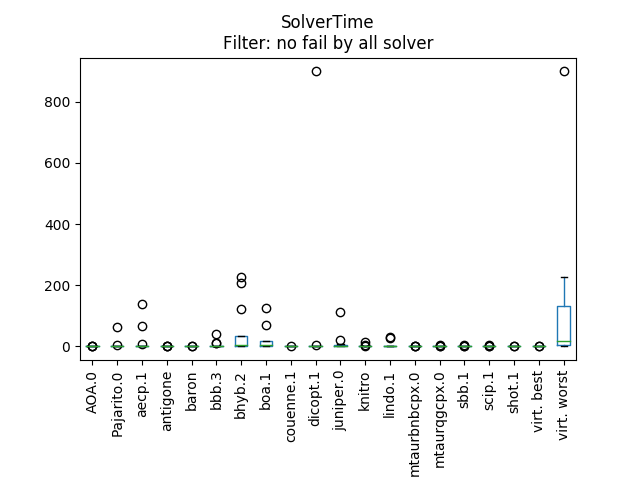 SolverTime
Filter: no fail by all solver
800
600
400
200
0
AOA.0
Pajarito.0
aecp.1
antigone
baron
bbb.3
bhyb.2
boa.1
couenne.1
dicopt.1
juniper.0
knitro
lindo.1
mtaurbnbcpx.0
mtaurqgcpx.0
sbb.1
scip.1
shot.1
virt. best
virt. worst